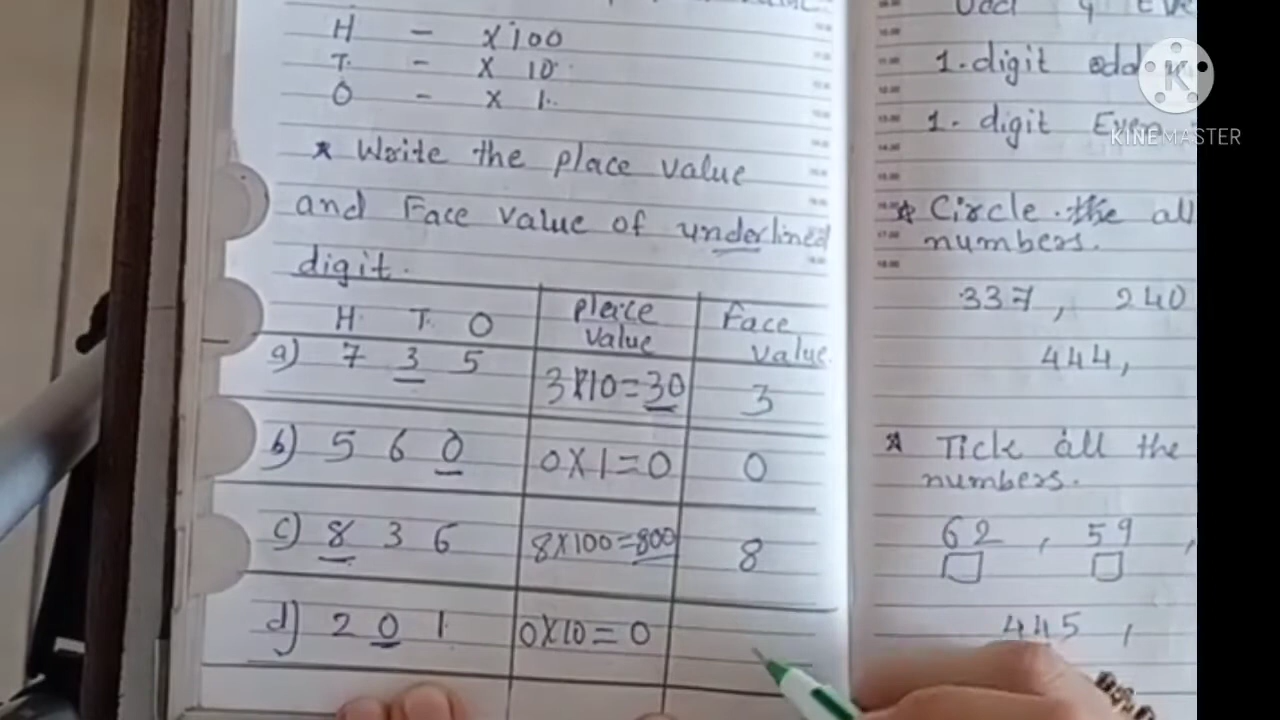 H - X 100
T. - X 10
O - X 1.
* Write the place value
and Face value of underlined
digit.
H. T. O Place value Face value.
a) 7 3 5 3X10=30 3
b) 5 6 0 0X1=0 0
c) 8 3 6 8X100=800 8
d) 2 0 1 0X10=0
1. digit odd
1. digit Even
* Circle the all
numbers.
337, 240
444,
* Tick all the
numbers.
62, 59,
445,
KINEMASTER